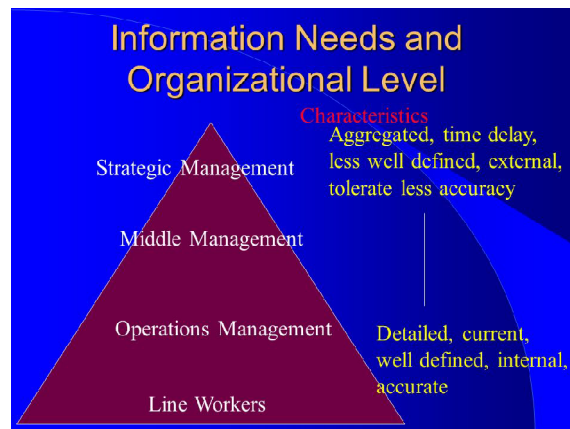 Information Needs and
Organizational Level
Characteristics
Aggregated, time delay,
less well defined, external,
tolerate less accuracy
Strategic Management
Middle Management
Operations Management
Detailed, current,
well defined, internal,
accurate
Line Workers